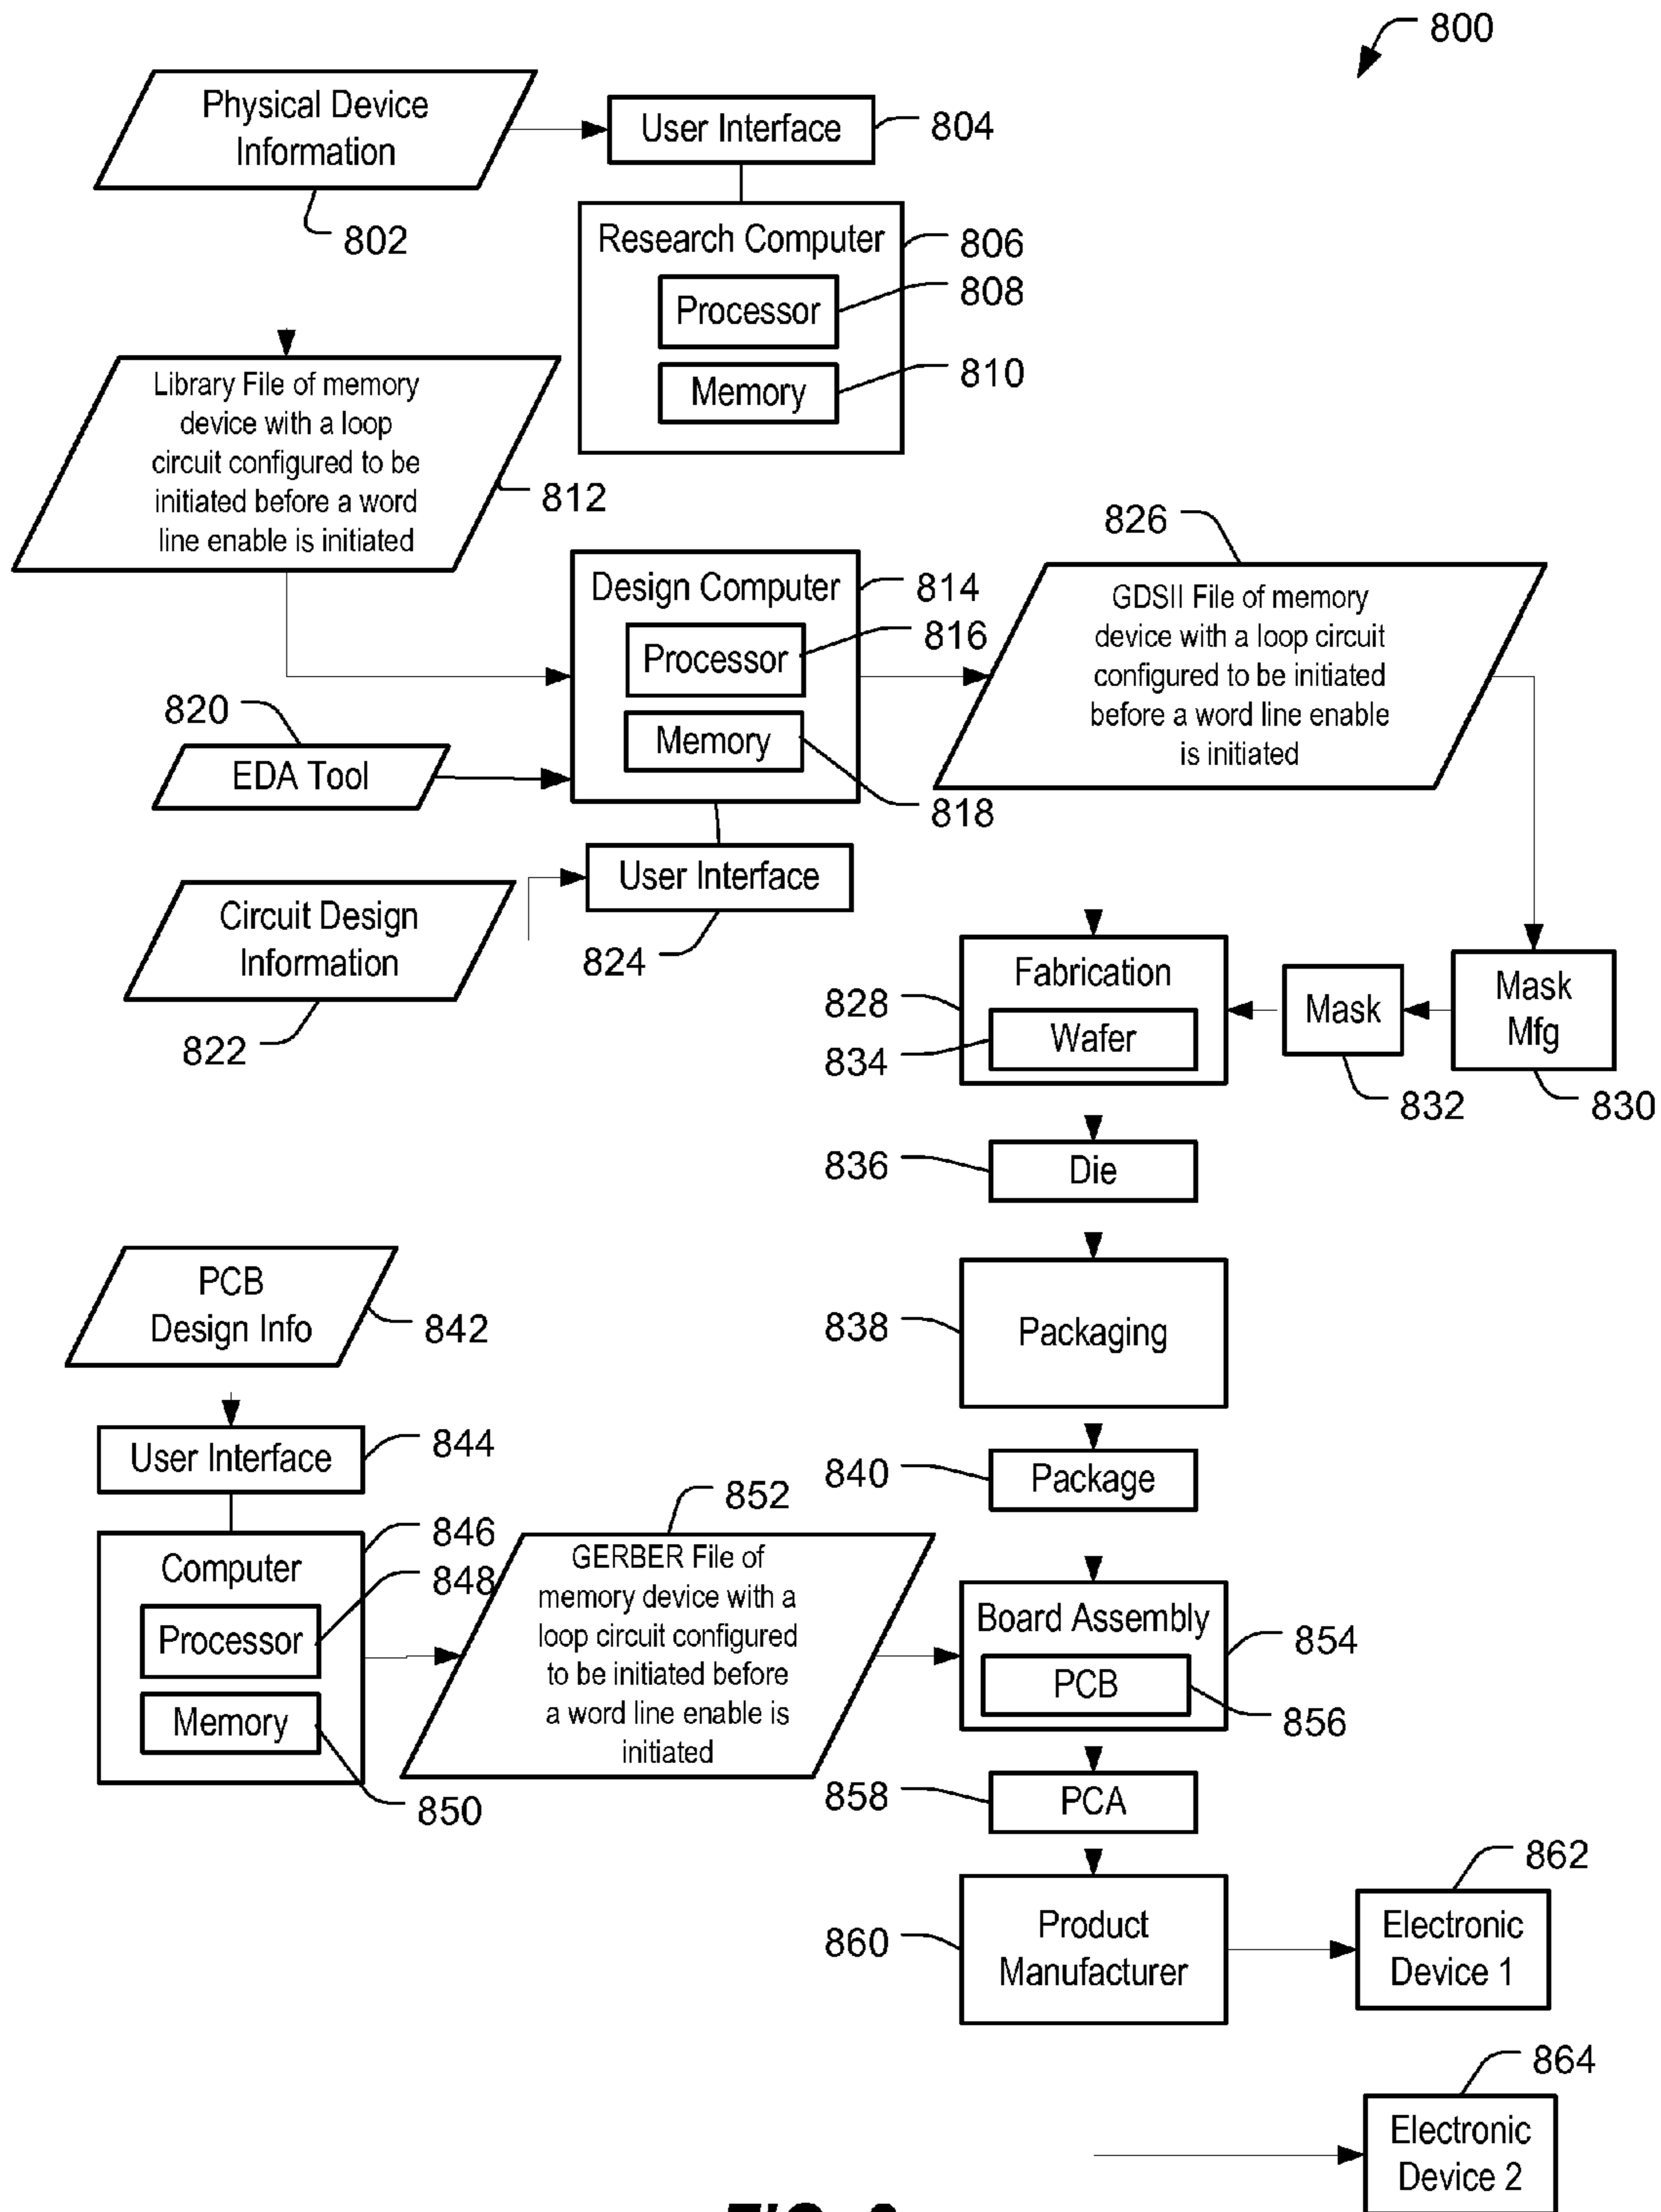 800
Physical Device
Information
802
User Interface
804
Research Computer
806
Processor
808
Memory
810
Library File of memory
device with a loop
circuit configured to be
initiated before a word
line enable is initiated
812
Design Computer
814
Processor
816
Memory
818
820
EDA Tool
826
GDSII File of memory
device with a loop circuit
configured to be initiated
before a word line enable
is initiated
User Interface
824
Circuit Design
Information
822
Fabrication
828
Wafer
834
Mask
832
Mask
Mfg
830
836
Die
838
Packaging
840
Package
PCB
Design Info
842
User Interface
844
Computer
846
Processor
848
Memory
850
852
GERBER File of
memory device with a
loop circuit configured
to be initiated before
a word line enable is
initiated
Board Assembly
854
PCB
856
858
PCA
860
Product
Manufacturer
862
Electronic
Device 1
864
Electronic
Device 2